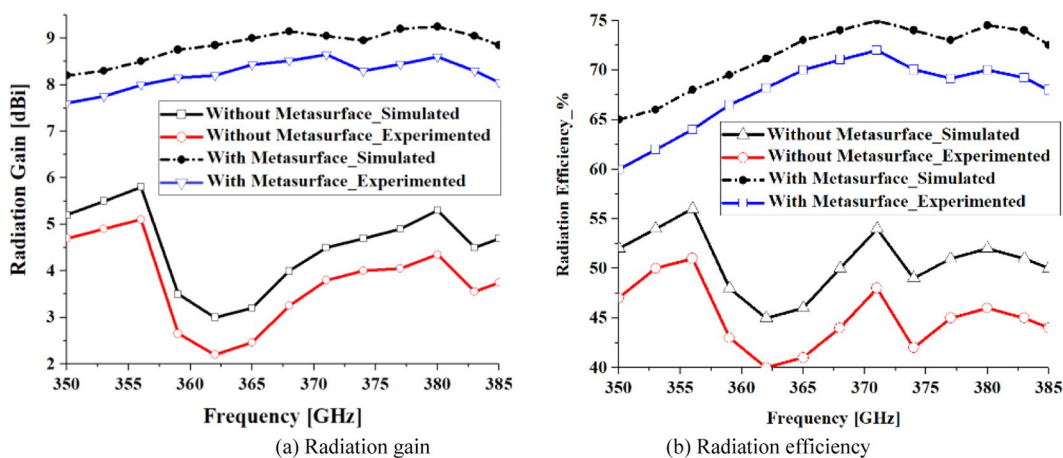 Radiation Gain [dBi]
9
8
7
6
5
4
3
2
350 355 360 365 370 375 380 385
Frequency [GHz]
Without Metasurface_Simulated
Without Metasurface_Experimented
With Metasurface_Simulated
With Metasurface_Experimented
(a) Radiation gain
Radiation Efficiency_%
75
70
65
60
55
50
45
40
350 355 360 365 370 375 380 385
Frequency [GHz]
Without Metasurface_Simulated
Without Metasurface_Experimented
With Metasurface_Simulated
With Metasurface_Experimented
(b) Radiation efficiency